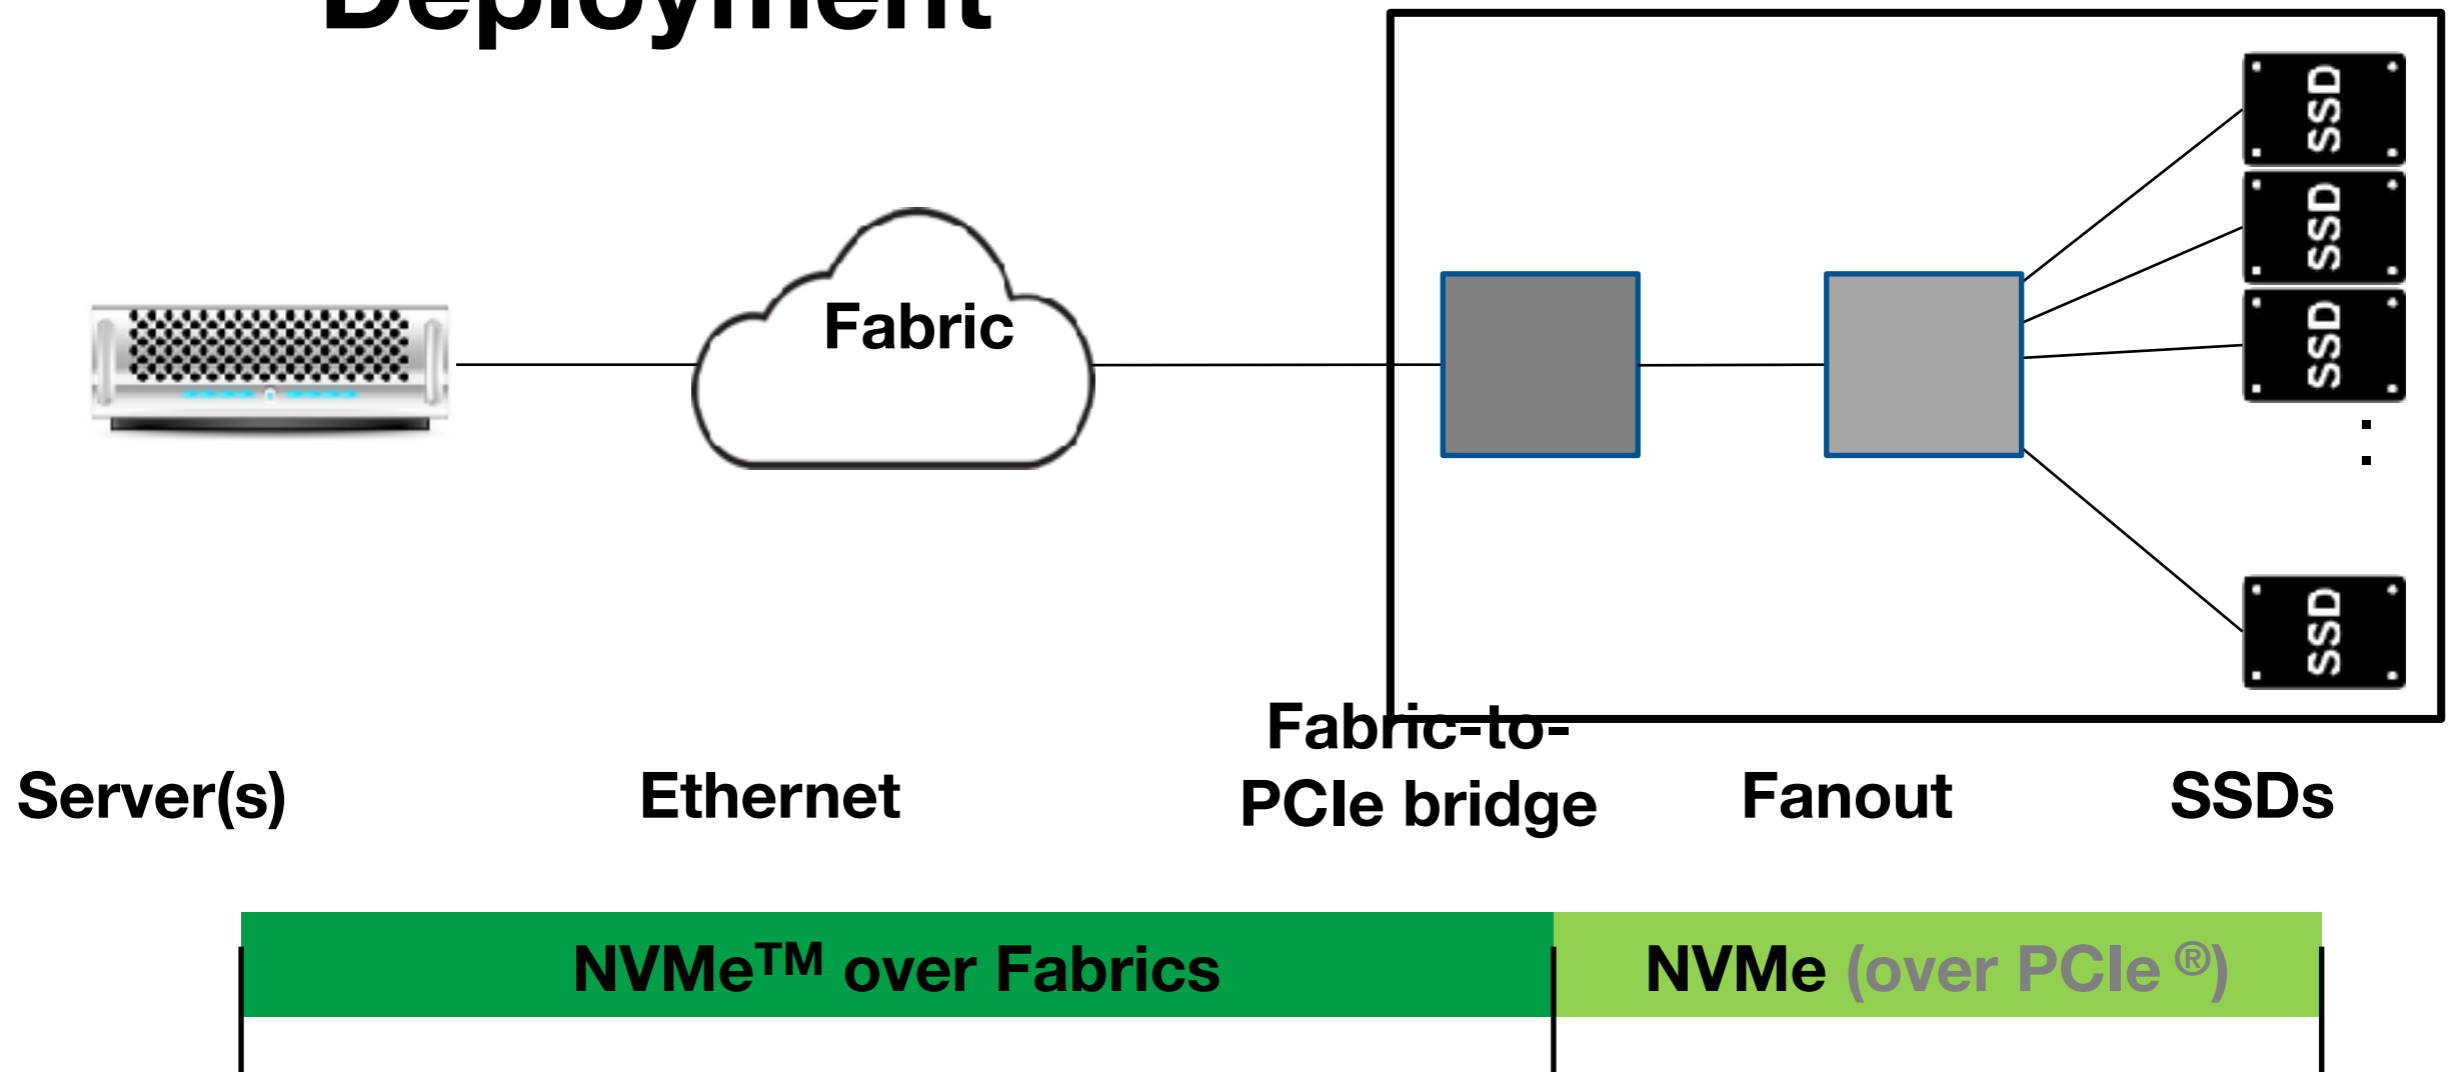 Deployment
SSD
SSD
SSD
SSD
Fabric
Server(s)
Ethernet
Fabric-to-
PCIe bridge
Fanout
SSDs
NVMe™ over Fabrics
NVMe (over PCIe ®)